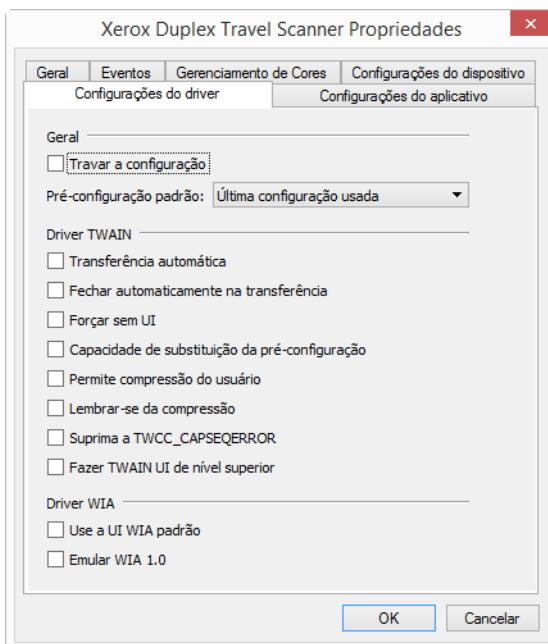 Xerox Duplex Travel Scanner Propriedades
Geral Eventos Gerenciamento de Cores Configurações do dispositivo
Configurações do driver Configurações do aplicativo
Geral
Travar a configuração
Pré-configuração padrão: Última configuração usada
Driver TWAIN
Transferência automática
Fechar automaticamente na transferência
Forçar sem UI
Capacidade de substituição da pré-configuração
Permite compressão do usuário
Lembrar-se da compressão
Suprima a TWCC_CAPSEQERROR
Fazer TWAIN UI de nível superior
Driver WIA
Use a UI WIA padrão
Emular WIA 1.0
OK Cancelar